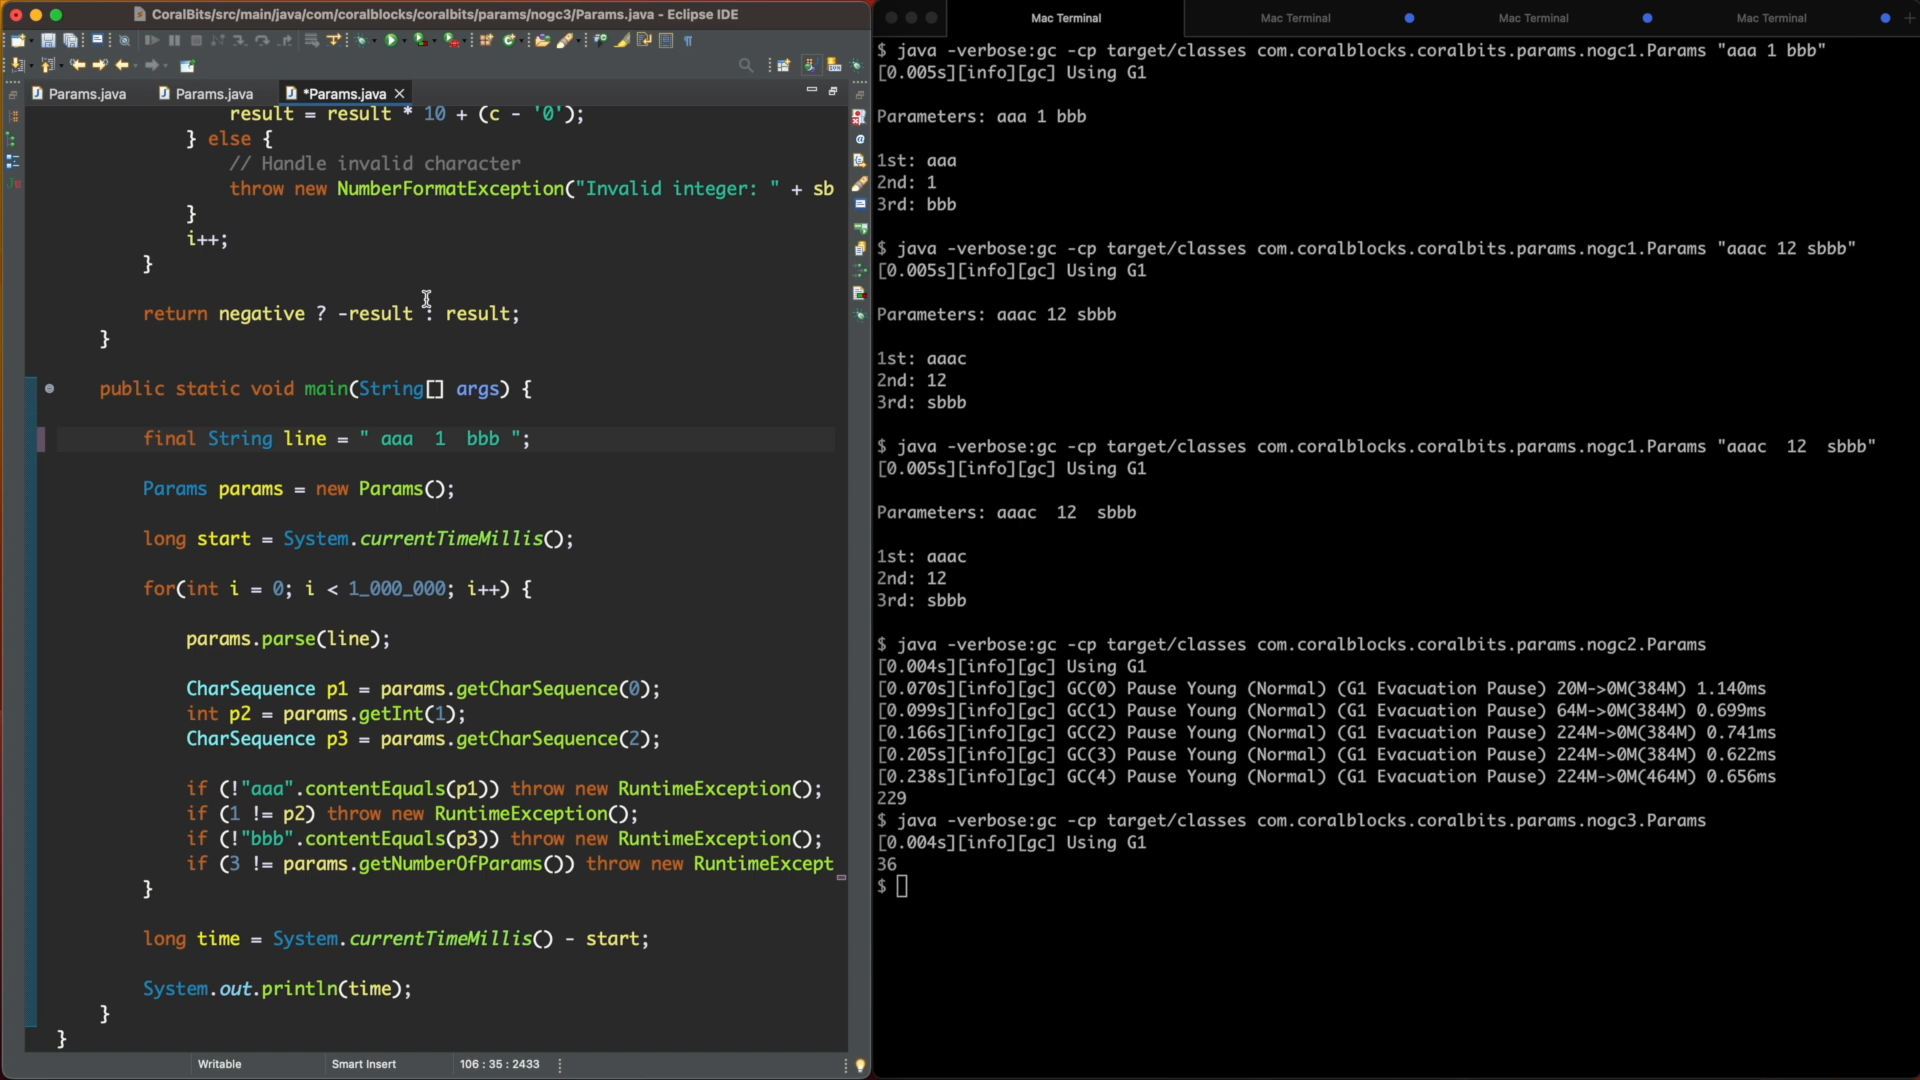 CoralBits/src/main/java/com/coralblocks/coralbits/params/nogc3/Params.java - Eclipse IDE
Params.java
Params.java
*Params.java
result = result * 10 + (c - '0');
} else {
// Handle invalid character
throw new NumberFormatException("Invalid integer: " + sb
}
i++;
}
return negative ? -result : result;
}
public static void main(String[] args) {
final String line = " aaa  1  bbb ";
Params params = new Params();
long start = System.currentTimeMillis();
for(int i = 0; i < 1_000_000; i++) {
params.parse(line);
CharSequence p1 = params.getCharSequence(0);
int p2 = params.getInt(1);
CharSequence p3 = params.getCharSequence(2);
if (!"aaa".contentEquals(p1)) throw new RuntimeException();
if (1 != p2) throw new RuntimeException();
if (!"bbb".contentEquals(p3)) throw new RuntimeException();
if (3 != params.getNumberOfParams()) throw new RuntimeExcept
}
long time = System.currentTimeMillis() - start;
System.out.println(time);
}
}
Writable
Smart Insert
106 : 35 : 2433
Mac Terminal
Mac Terminal
Mac Terminal
Mac Terminal
$ java -verbose:gc -cp target/classes com.coralblocks.coralbits.params.nogc1.Params "aaa 1 bbb"
[0.005s][info][gc] Using G1
Parameters: aaa 1 bbb
1st: aaa
2nd: 1
3rd: bbb
$ java -verbose:gc -cp target/classes com.coralblocks.coralbits.params.nogc1.Params "aaac 12 sbbb"
[0.005s][info][gc] Using G1
Parameters: aaac 12 sbbb
1st: aaac
2nd: 12
3rd: sbbb
$ java -verbose:gc -cp target/classes com.coralblocks.coralbits.params.nogc1.Params "aaac  12  sbbb"
[0.005s][info][gc] Using G1
Parameters: aaac  12  sbbb
1st: aaac
2nd: 12
3rd: sbbb
$ java -verbose:gc -cp target/classes com.coralblocks.coralbits.params.nogc2.Params
[0.004s][info][gc] Using G1
[0.070s][info][gc] GC(0) Pause Young (Normal) (G1 Evacuation Pause) 20M->0M(384M) 1.140ms
[0.099s][info][gc] GC(1) Pause Young (Normal) (G1 Evacuation Pause) 64M->0M(384M) 0.699ms
[0.166s][info][gc] GC(2) Pause Young (Normal) (G1 Evacuation Pause) 224M->0M(384M) 0.741ms
[0.205s][info][gc] GC(3) Pause Young (Normal) (G1 Evacuation Pause) 224M->0M(384M) 0.622ms
[0.238s][info][gc] GC(4) Pause Young (Normal) (G1 Evacuation Pause) 224M->0M(464M) 0.656ms
229
$ java -verbose:gc -cp target/classes com.coralblocks.coralbits.params.nogc3.Params
[0.004s][info][gc] Using G1
36
$